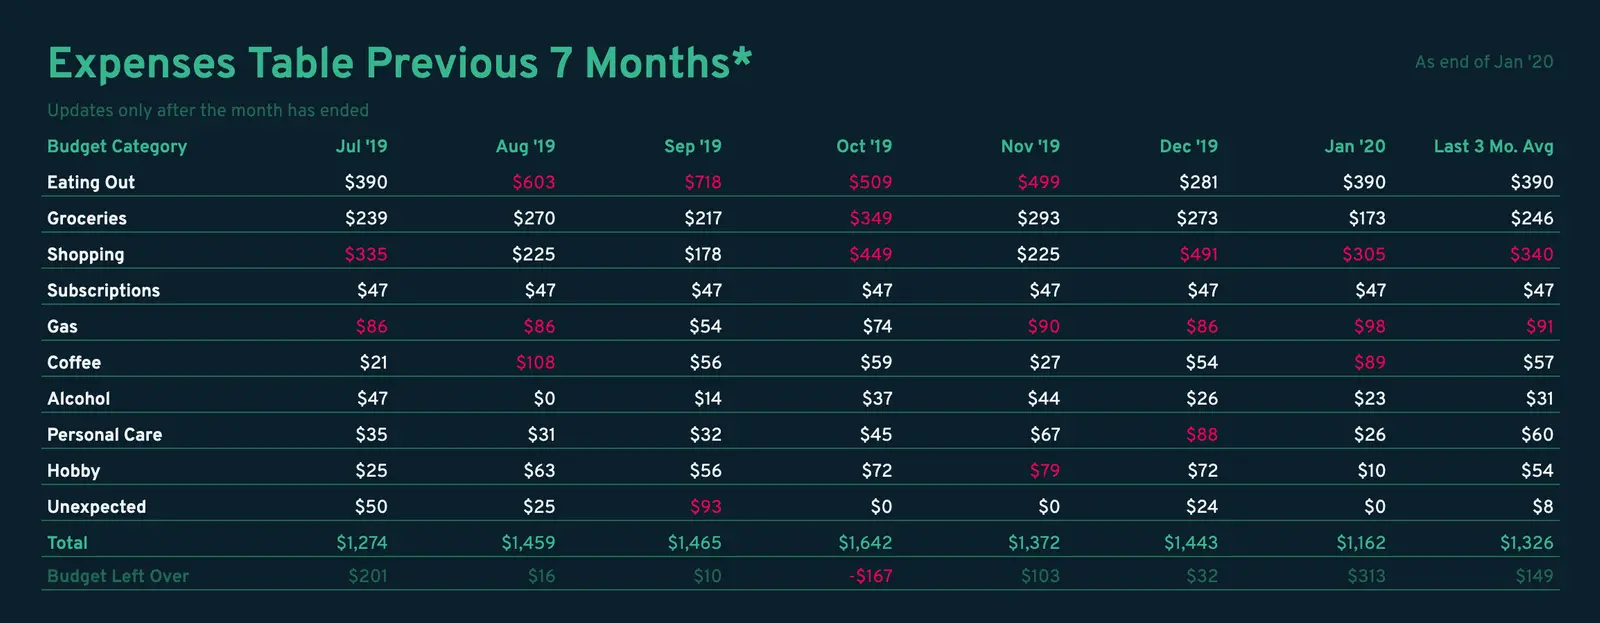 Expenses Table Previous 7 Months*
As end of Jan '20
Updates only after the month has ended
Budget Category Jul '19 Aug '19 Sep '19 Oct '19 Nov '19 Dec '19 Jan '20 Last 3 Mo. Avg
Eating Out $390 $603 $718 $509 $499 $281 $390 $390
Groceries $239 $270 $217 $349 $293 $273 $173 $246
Shopping $335 $225 $178 $449 $225 $491 $305 $340
Subscriptions $47 $47 $47 $47 $47 $47 $47 $47
Gas $86 $86 $54 $74 $90 $86 $98 $91
Coffee $21 $108 $56 $59 $27 $54 $89 $57
Alcohol $47 $0 $14 $37 $44 $26 $23 $31
Personal Care $35 $31 $32 $45 $67 $88 $26 $60
Hobby $25 $63 $56 $72 $79 $72 $10 $54
Unexpected $50 $25 $93 $0 $0 $24 $0 $8
Total $1,274 $1,459 $1,465 $1,642 $1,372 $1,443 $1,162 $1,326
Budget Left Over $201 $16 $10 -$167 $103 $32 $313 $149